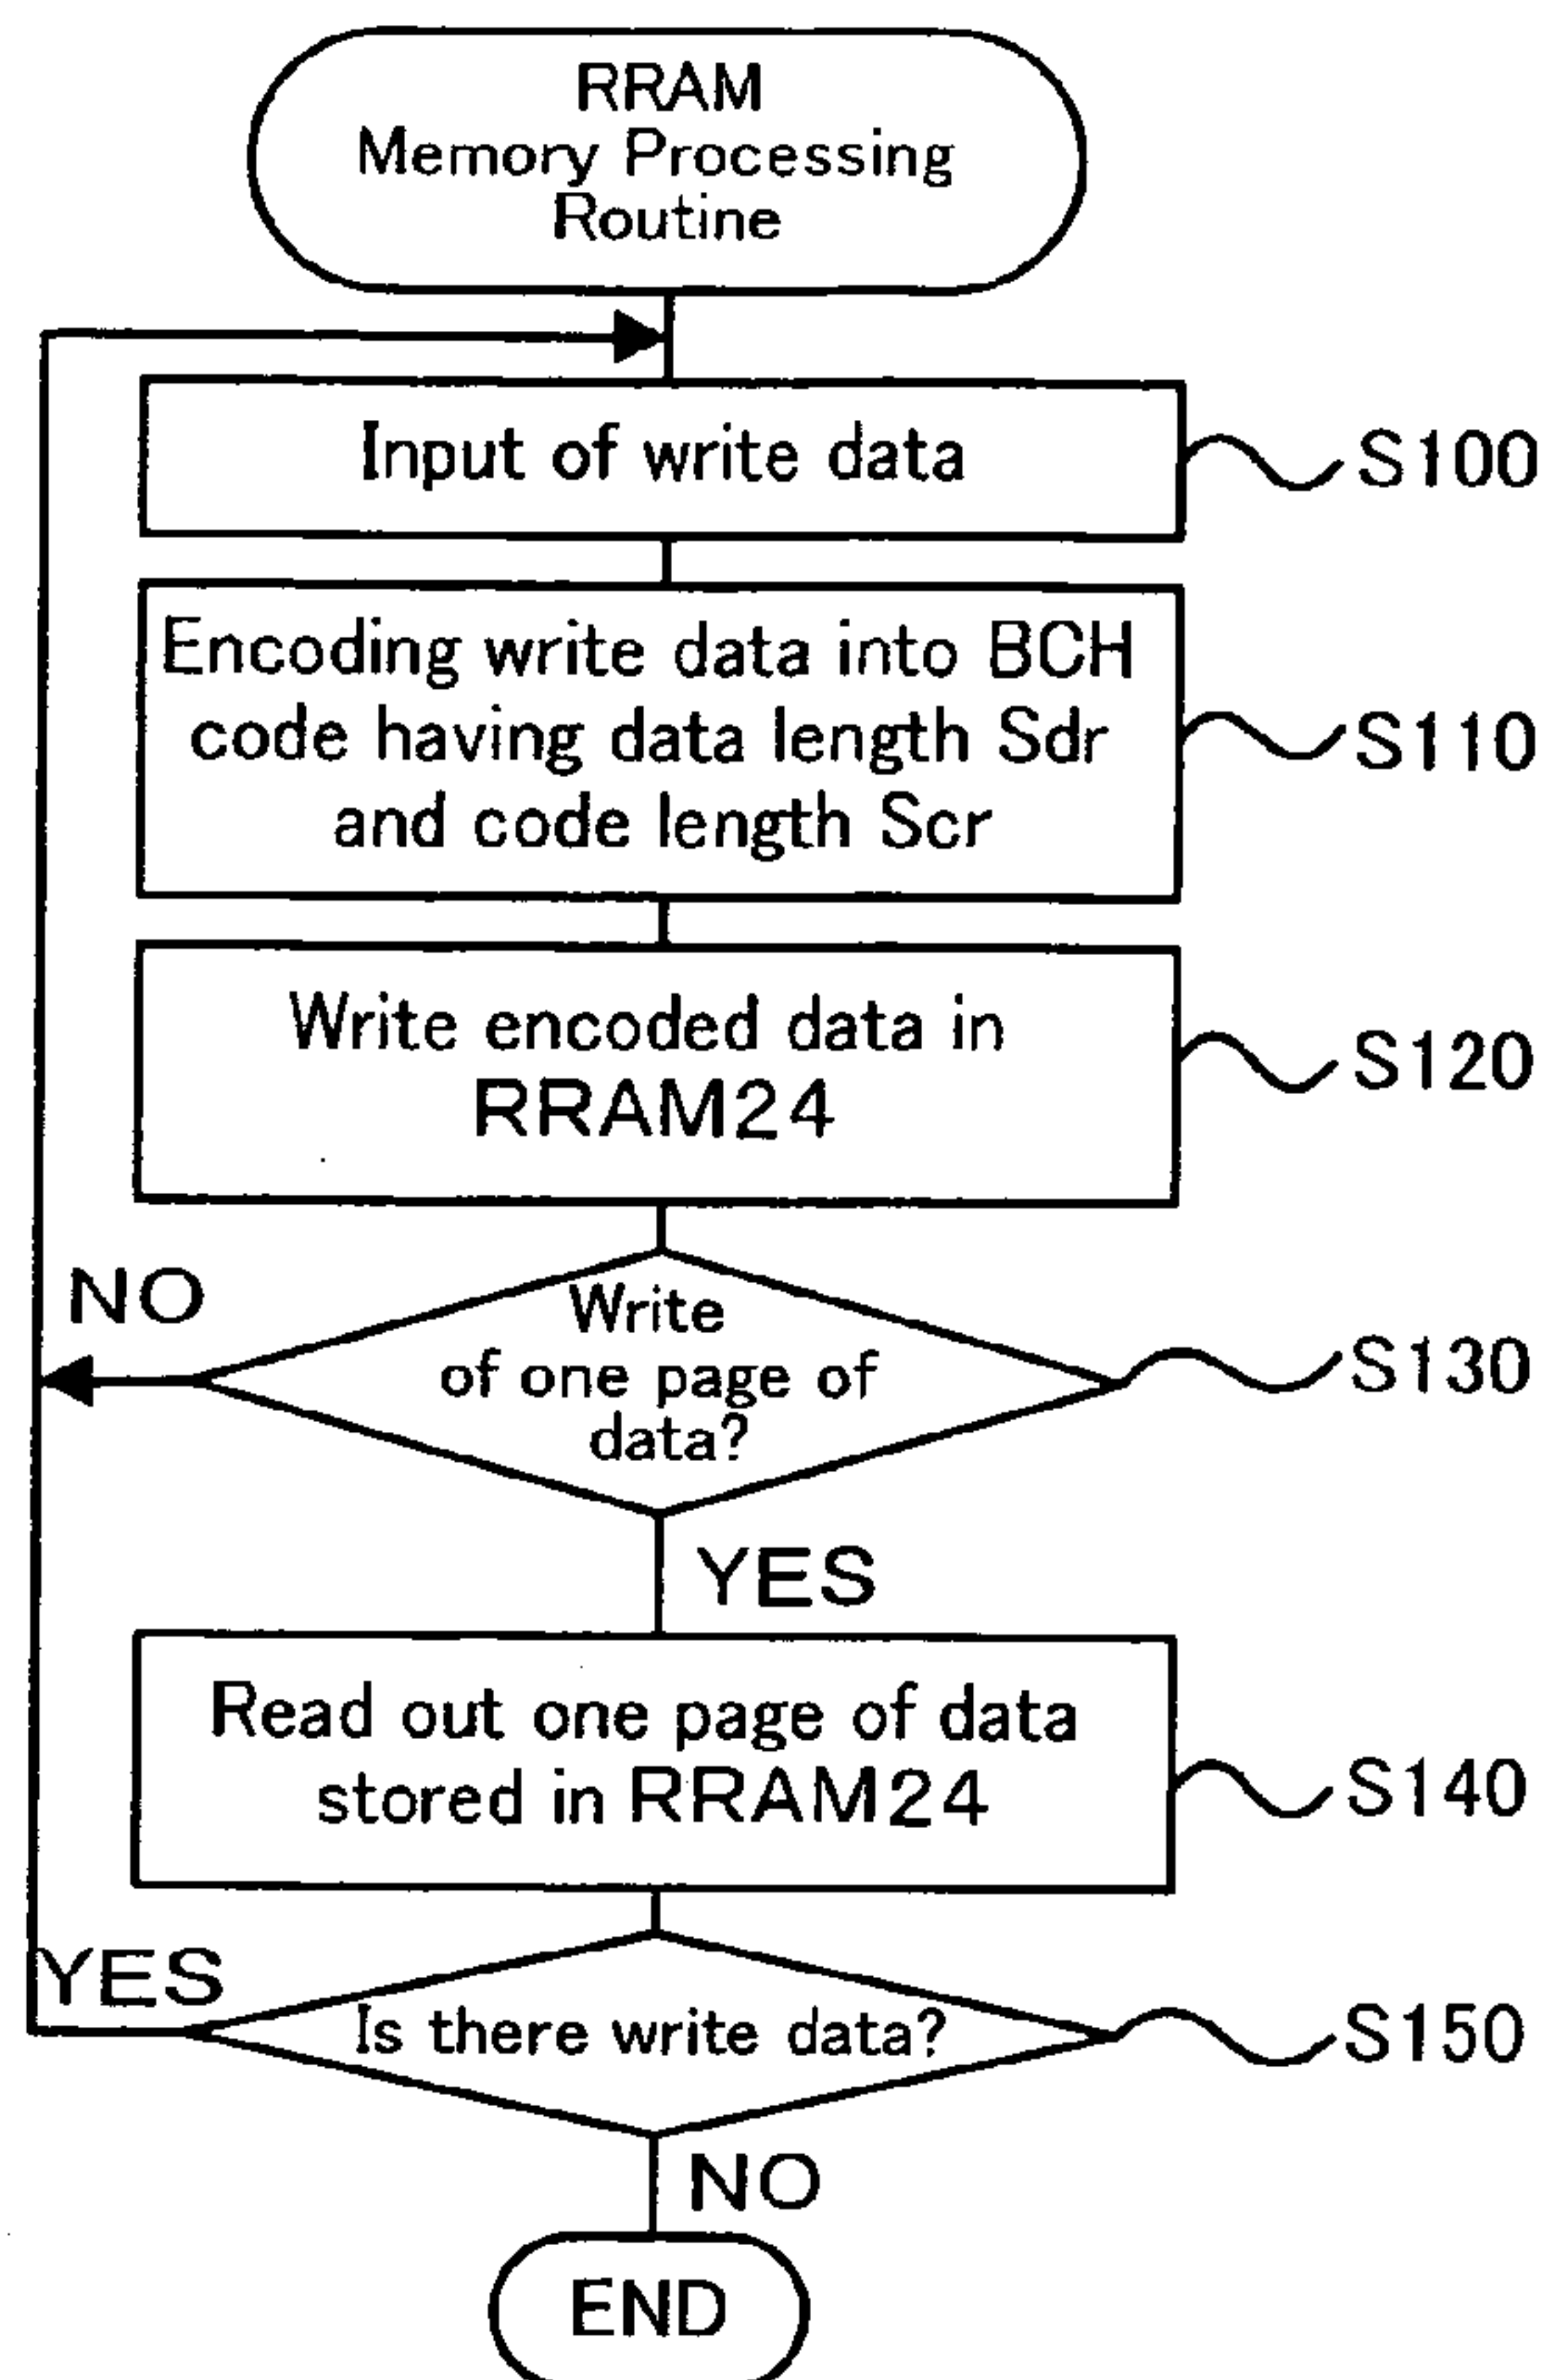 RRAM
Memory Processing
Routine
Input of write data
S100
Encoding write data into BCH
code having data length Sdr
and code length Scr
S110
Write encoded data in
RRAM24
S120
NO
Write
of one page of
data?
S130
YES
Read out one page of data
stored in RRAM24
S140
YES
Is there write data?
S150
NO
END